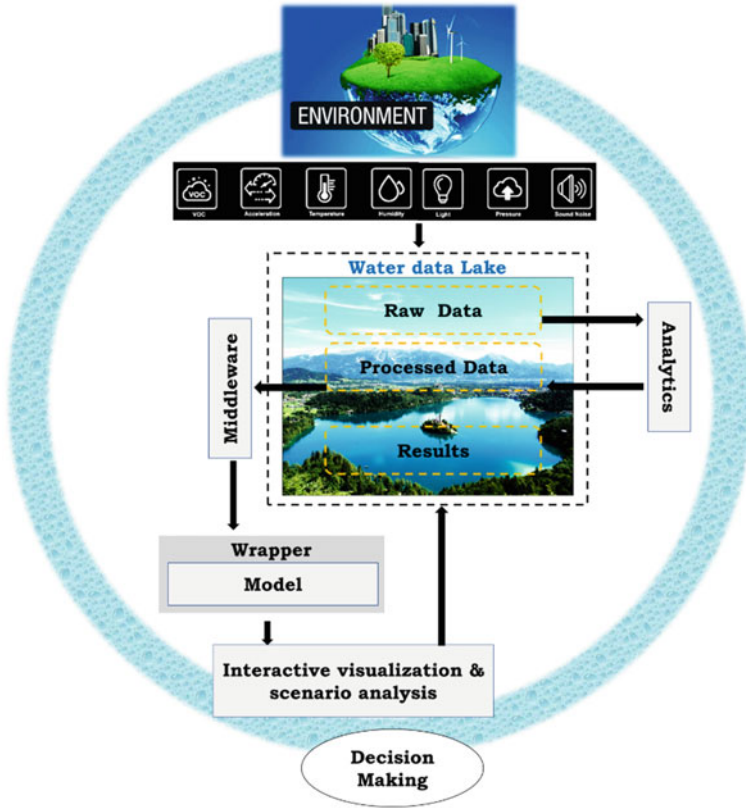 ENVIRONMENT
VOC
VOC Acceleration Temperature Humidity Light Pressure Sound Noise
Water data Lake
Raw Data
Processed Data
Results
Analytics
Middleware
Wrapper
Model
Interactive visualization &
scenario analysis
Decision
Making